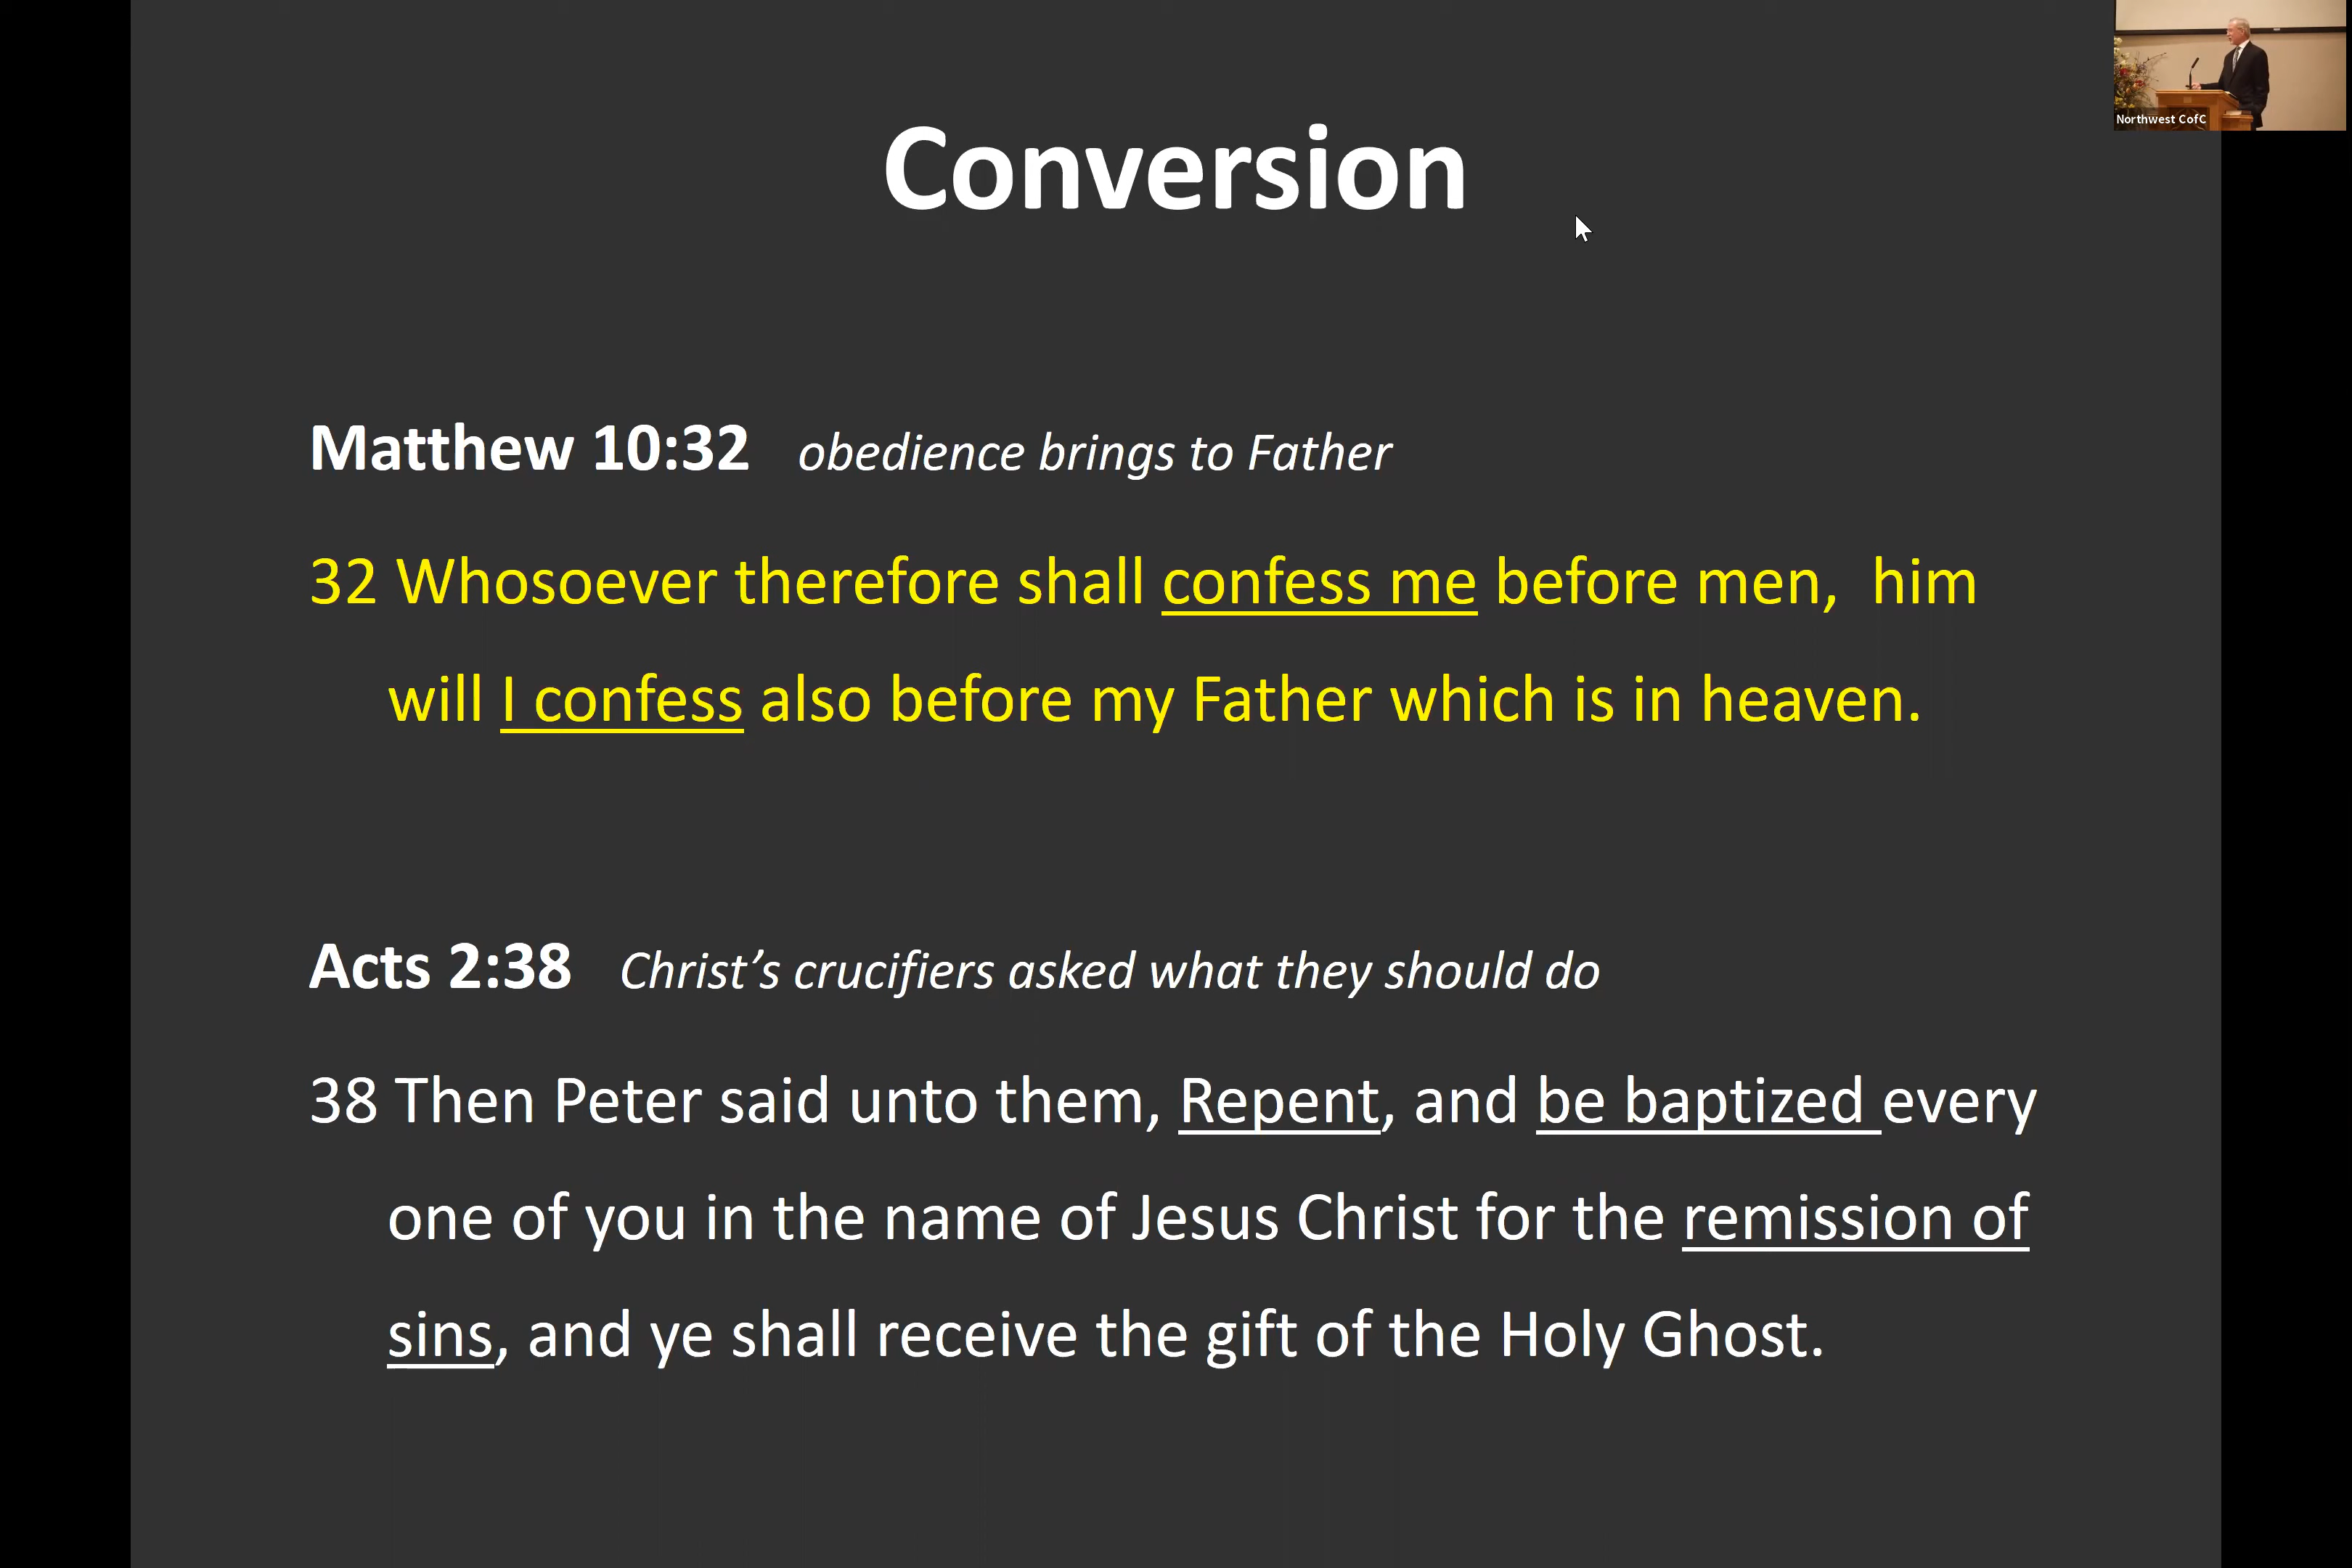 Northwest CofC
Conversion
Matthew 10:32 obedience brings to Father
32 Whosoever therefore shall confess me before men, him
will I confess also before my Father which is in heaven.
Acts 2:38 Christ’s crucifiers asked what they should do
38 Then Peter said unto them, Repent, and be baptized every
one of you in the name of Jesus Christ for the remission of
sins, and ye shall receive the gift of the Holy Ghost.